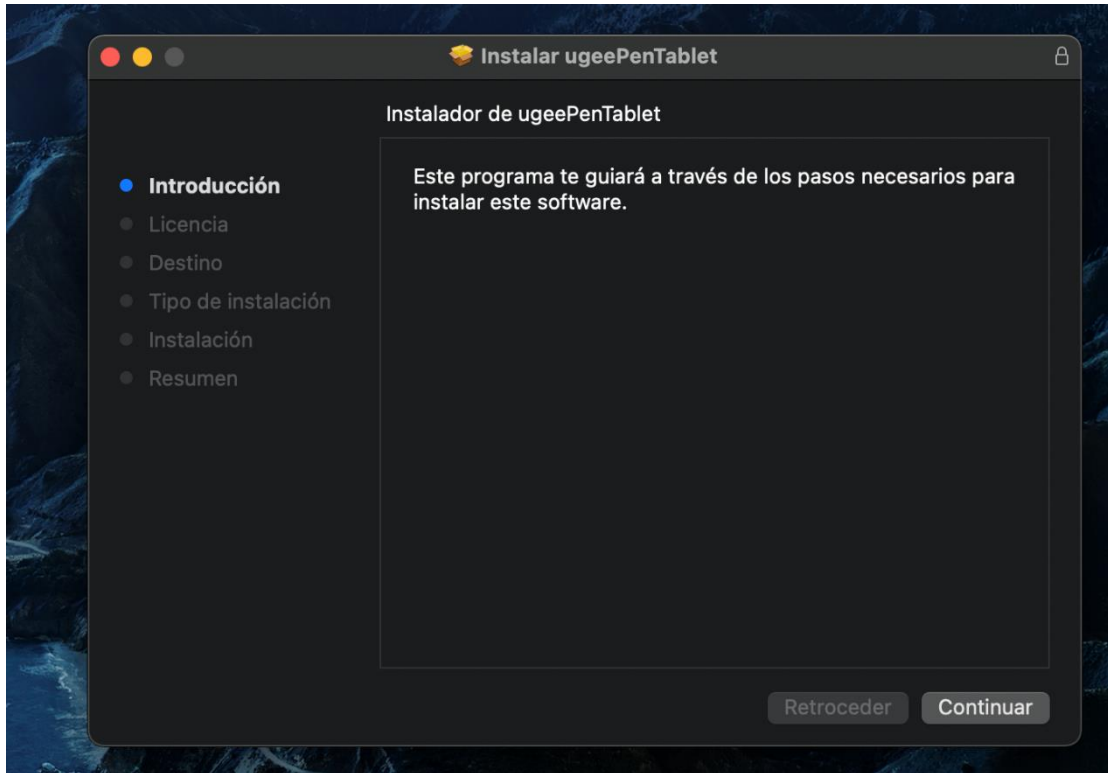 Instalar ugeePenTablet
Instalador de ugeePenTablet
Introducción
Licencia
Destino
Tipo de instalación
Instalación
Resumen
Este programa te guiará a través de los pasos necesarios para
instalar este software.
Retroceder
Continuar